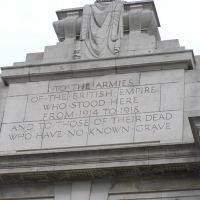 TO THE ARMIES
OF THE BRITISH EMPIRE
WHO STOOD HERE
FROM 1914 TO 1918
AND TO THOSE OF THEIR DEAD
WHO HAVE NO KNOWN GRAVE